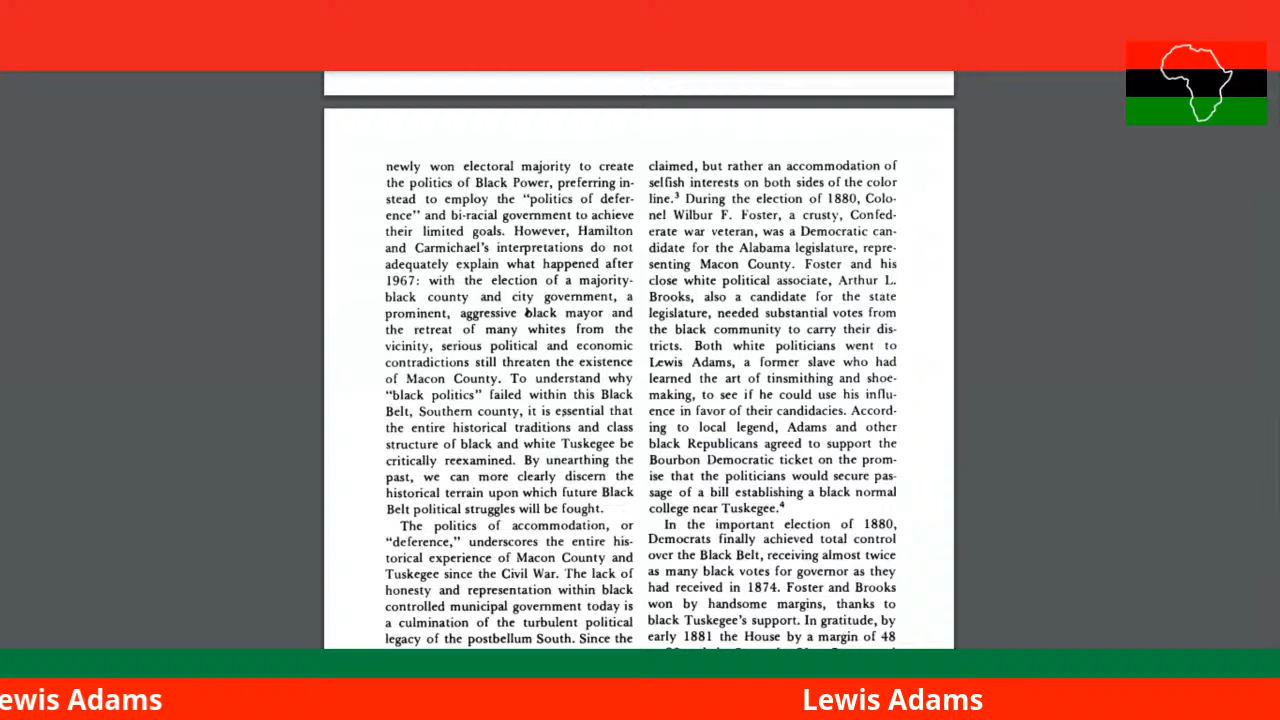 newly won electoral majority to create
the politics of Black Power, preferring in-
stead to employ the “politics of defer-
ence” and bi-racial government to achieve
their limited goals. However, Hamilton
and Carmichael's interpretations do not
adequately explain what happened after
1967: with the election of a majority-
black county and city government, a
prominent, aggressive black mayor and
the retreat of many whites from the
vicinity, serious political and economic
contradictions still threaten the existence
of Macon County. To understand why
“black politics” failed within this Black
Belt, Southern county, it is essential that
the entire historical traditions and class
structure of black and white Tuskegee be
critically reexamined. By unearthing the
past, we can more clearly discern the
historical terrain upon which future Black
Belt political struggles will be fought.
The politics of accommodation, or
“deference,” underscores the entire his-
torical experience of Macon County and
Tuskegee since the Civil War. The lack of
honesty and representation within black
controlled municipal government today is
a culmination of the turbulent political
legacy of the postbellum South. Since the
claimed, but rather an accommodation of
selfish interests on both sides of the color
line.³ During the election of 1880, Colo-
nel Wilbur F. Foster, a crusty, Confed-
erate war veteran, was a Democratic can-
didate for the Alabama legislature, repre-
senting Macon County. Foster and his
close white political associate, Arthur L.
Brooks, also a candidate for the state
legislature, needed substantial votes from
the black community to carry their dis-
tricts. Both white politicians went to
Lewis Adams, a former slave who had
learned the art of tinsmithing and shoe-
making, to see if he could use his influ-
ence in favor of their candidacies. Accord-
ing to local legend, Adams and other
black Republicans agreed to support the
Bourbon Democratic ticket on the prom-
ise that the politicians would secure pas-
sage of a bill establishing a black normal
college near Tuskegee.⁴
In the important election of 1880,
Democrats finally achieved total control
over the Black Belt, receiving almost twice
as many black votes for governor as they
had received in 1874. Foster and Brooks
won by handsome margins, thanks to
black Tuskegee's support. In gratitude, by
early 1881 the House by a margin of 48
ewis Adams
Lewis Adams